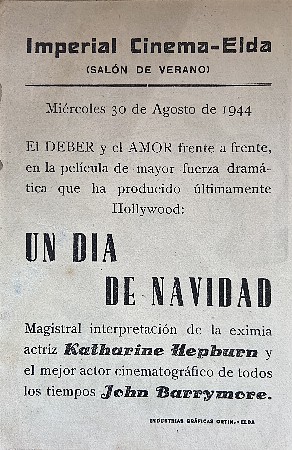 Imperial Cinema-Elda
(SALÓN DE VERANO)
Miércoles 30 de Agosto de 1944
El DEBER y el AMOR frente a frente,
en la película de mayor fuerza dramá-
tica que ha producido últimamente
Hollywood:
UN DIA
DE NAVIDAD
Magistral interpretación de la eximia
actriz Katharine Hepburn y
el mejor actor cinematográfico de todos
los tiempos John Barrymore.
INDUSTRIAS GRÁFICAS ORTIN.-ELDA